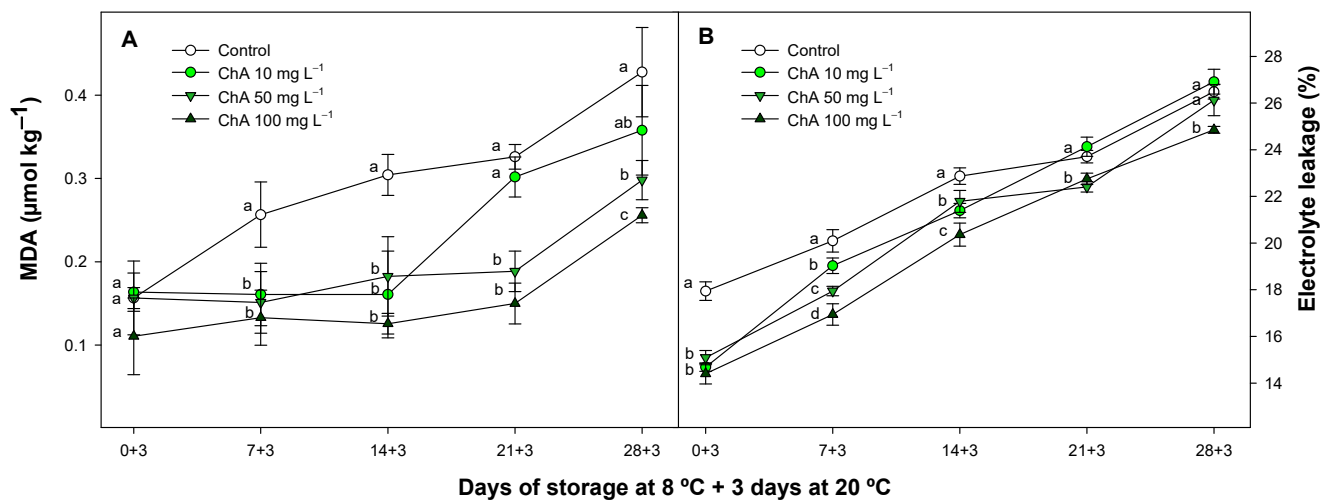 A
Control
ChA 10 mg L⁻¹
ChA 50 mg L⁻¹
ChA 100 mg L⁻¹
MDA (µmol kg⁻¹)
0.4
0.3
0.2
0.1
a
a
a
a
b
b
a
b
b
b
a
a
b
b
a
ab
b
c
0+3
7+3
14+3
21+3
28+3
B
Control
ChA 10 mg L⁻¹
ChA 50 mg L⁻¹
ChA 100 mg L⁻¹
Electrolyte leakage (%)
28
26
24
22
20
18
16
14
a
b
b
a
b
c
d
a
b
c
a
b
a
a
b
0+3
7+3
14+3
21+3
28+3
Days of storage at 8 ºC + 3 days at 20 ºC